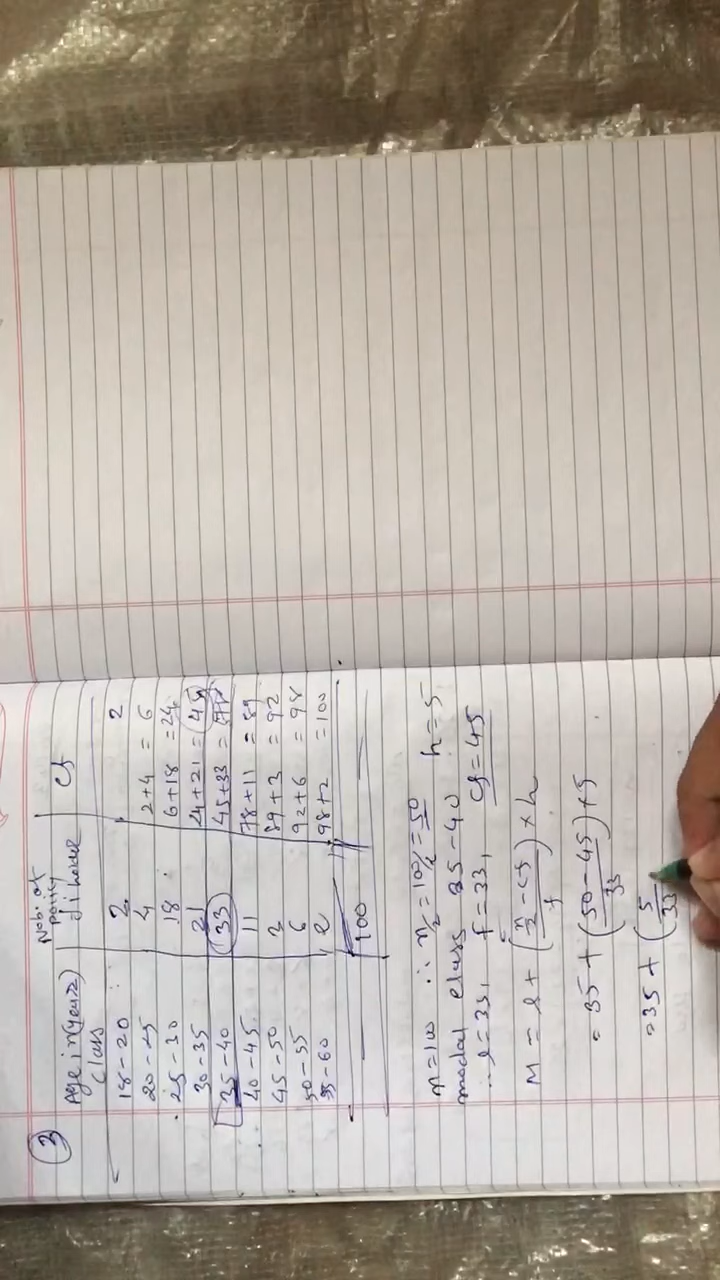 3
Age in (years) Nob. of policy Cf
Class holder
18-20 2 2
20-25 4 2+4 = 6
25-30 18 6+18 = 24
30-35 21 24+21 = 45
35-40 33 45+33 = 78
40-45 11 78+11 = 89
45-50 3 89+3 = 92
50-55 6 92+6 = 98
55-60 2 98+2 = 100
100
n=100 ∴ n/2 = 100/2 = 50 h=5
modal class 35-40
∴ l=35, f=33, cf=45
M = l + ((n/2 - cf)/f) × h
= 35 + ((50-45)/33) × 5
= 35 + (5/33